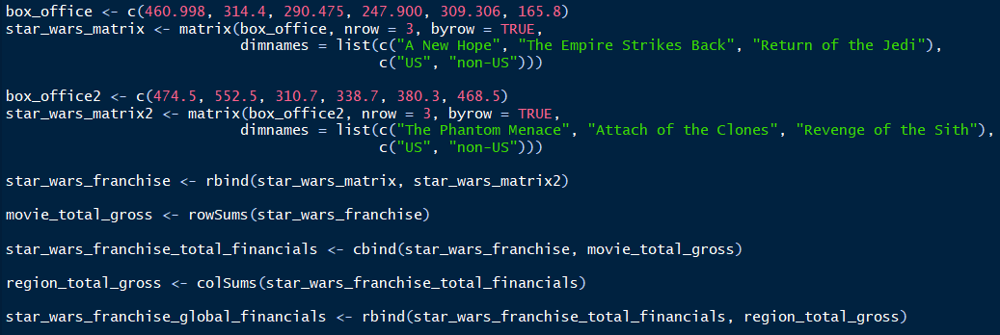 box_office <- c(460.998, 314.4, 290.475, 247.900, 309.306, 165.8)
star_wars_matrix <- matrix(box_office, nrow = 3, byrow = TRUE,
dimnames = list(c("A New Hope", "The Empire Strikes Back", "Return of the Jedi"),
c("US", "non-US")))
box_office2 <- c(474.5, 552.5, 310.7, 338.7, 380.3, 468.5)
star_wars_matrix2 <- matrix(box_office2, nrow = 3, byrow = TRUE,
dimnames = list(c("The Phantom Menace", "Attach of the Clones", "Revenge of the Sith"),
c("US", "non-US")))
star_wars_franchise <- rbind(star_wars_matrix, star_wars_matrix2)
movie_total_gross <- rowSums(star_wars_franchise)
star_wars_franchise_total_financials <- cbind(star_wars_franchise, movie_total_gross)
region_total_gross <- colSums(star_wars_franchise_total_financials)
star_wars_franchise_global_financials <- rbind(star_wars_franchise_total_financials, region_total_gross)